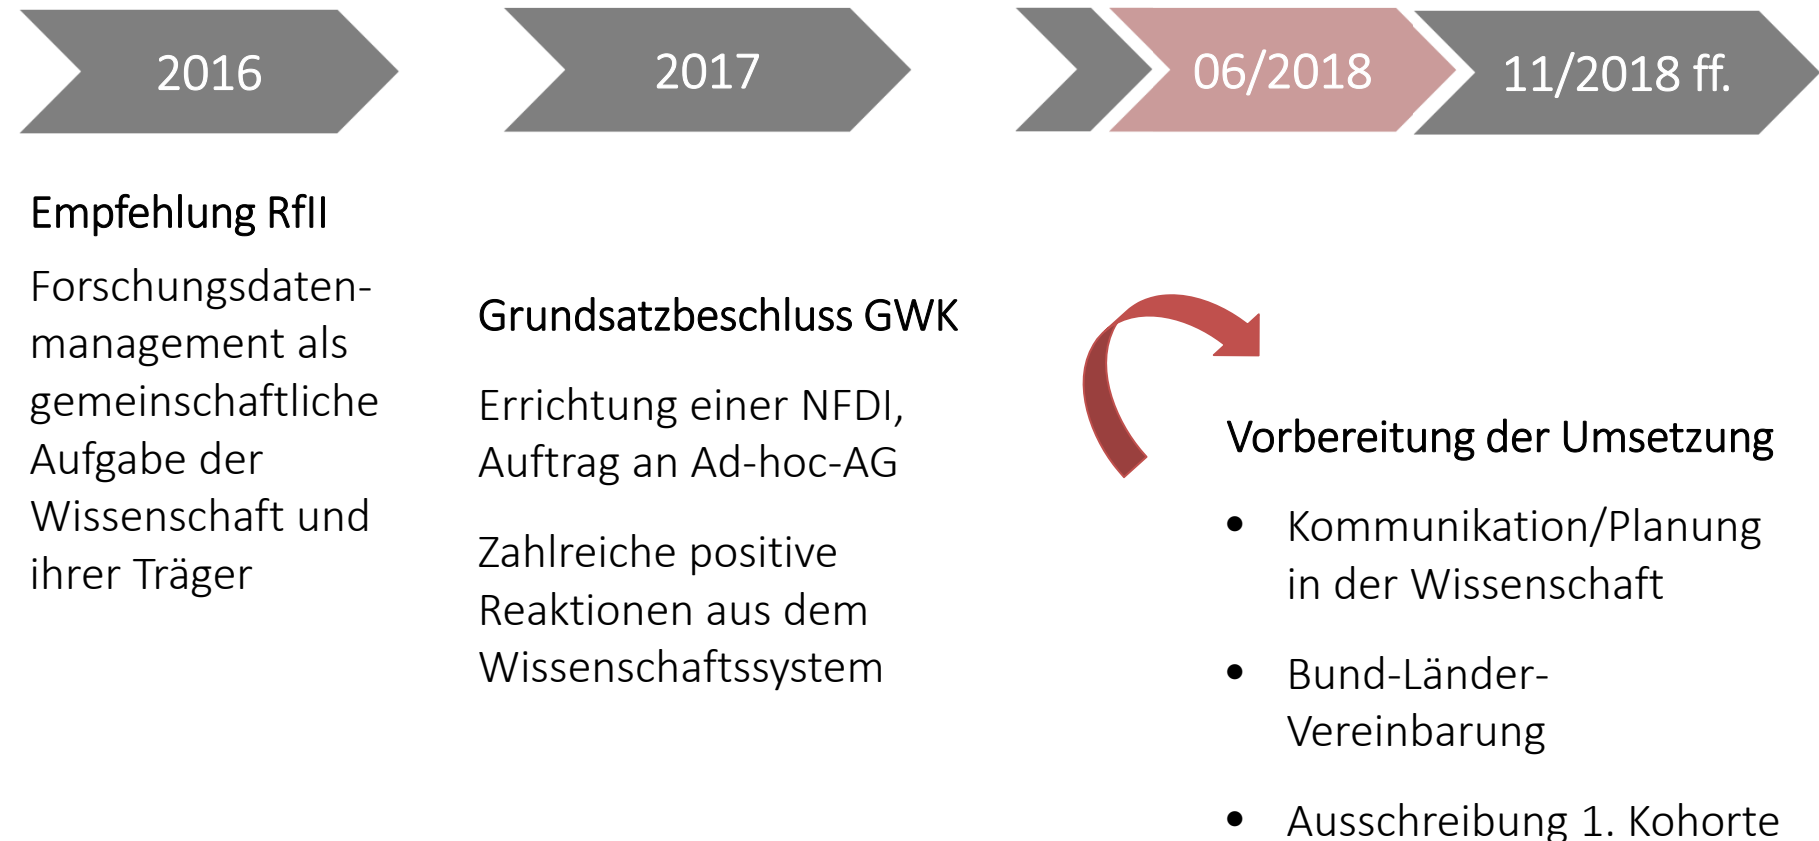 2016
2017
06/2018
11/2018 ff.
Empfehlung RfII
Forschungsdaten-
management als
gemeinschaftliche
Aufgabe der
Wissenschaft und
ihrer Träger
Grundsatzbeschluss GWK
Errichtung einer NFDI,
Auftrag an Ad-hoc-AG
Zahlreiche positive
Reaktionen aus dem
Wissenschaftssystem
Vorbereitung der Umsetzung
• Kommunikation/Planung
in der Wissenschaft
• Bund-Länder-
Vereinbarung
• Ausschreibung 1. Kohorte